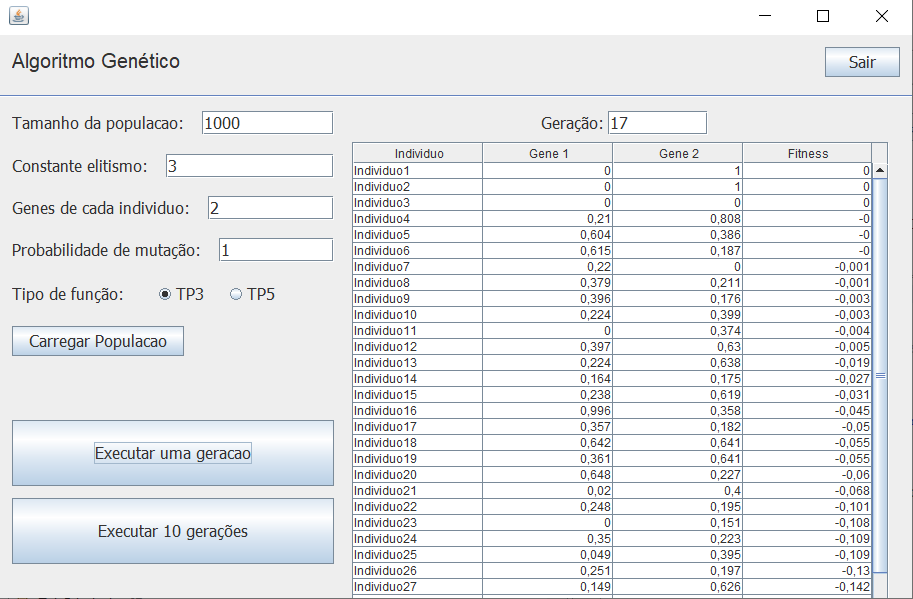 Algoritmo Genético
Sair
Tamanho da populacao: 1000
Constante elitismo: 3
Genes de cada individuo: 2
Probabilidade de mutação: 1
Tipo de função: TP3 TP5
Carregar Populacao
Executar uma geracao
Executar 10 gerações
Geração: 17
Individuo Gene 1 Gene 2 Fitness
Individuo1 0 1 0
Individuo2 0 1 0
Individuo3 0 0 0
Individuo4 0,21 0,808 -0
Individuo5 0,604 0,386 -0
Individuo6 0,615 0,187 -0
Individuo7 0,22 0 -0,001
Individuo8 0,379 0,211 -0,001
Individuo9 0,396 0,176 -0,003
Individuo10 0,224 0,399 -0,003
Individuo11 0 0,374 -0,004
Individuo12 0,397 0,63 -0,005
Individuo13 0,224 0,638 -0,019
Individuo14 0,164 0,175 -0,027
Individuo15 0,238 0,619 -0,031
Individuo16 0,996 0,358 -0,045
Individuo17 0,357 0,182 -0,05
Individuo18 0,642 0,641 -0,055
Individuo19 0,361 0,641 -0,055
Individuo20 0,648 0,227 -0,06
Individuo21 0,02 0,4 -0,068
Individuo22 0,248 0,195 -0,101
Individuo23 0 0,151 -0,108
Individuo24 0,35 0,223 -0,109
Individuo25 0,049 0,395 -0,109
Individuo26 0,251 0,197 -0,13
Individuo27 0,149 0,626 -0,142